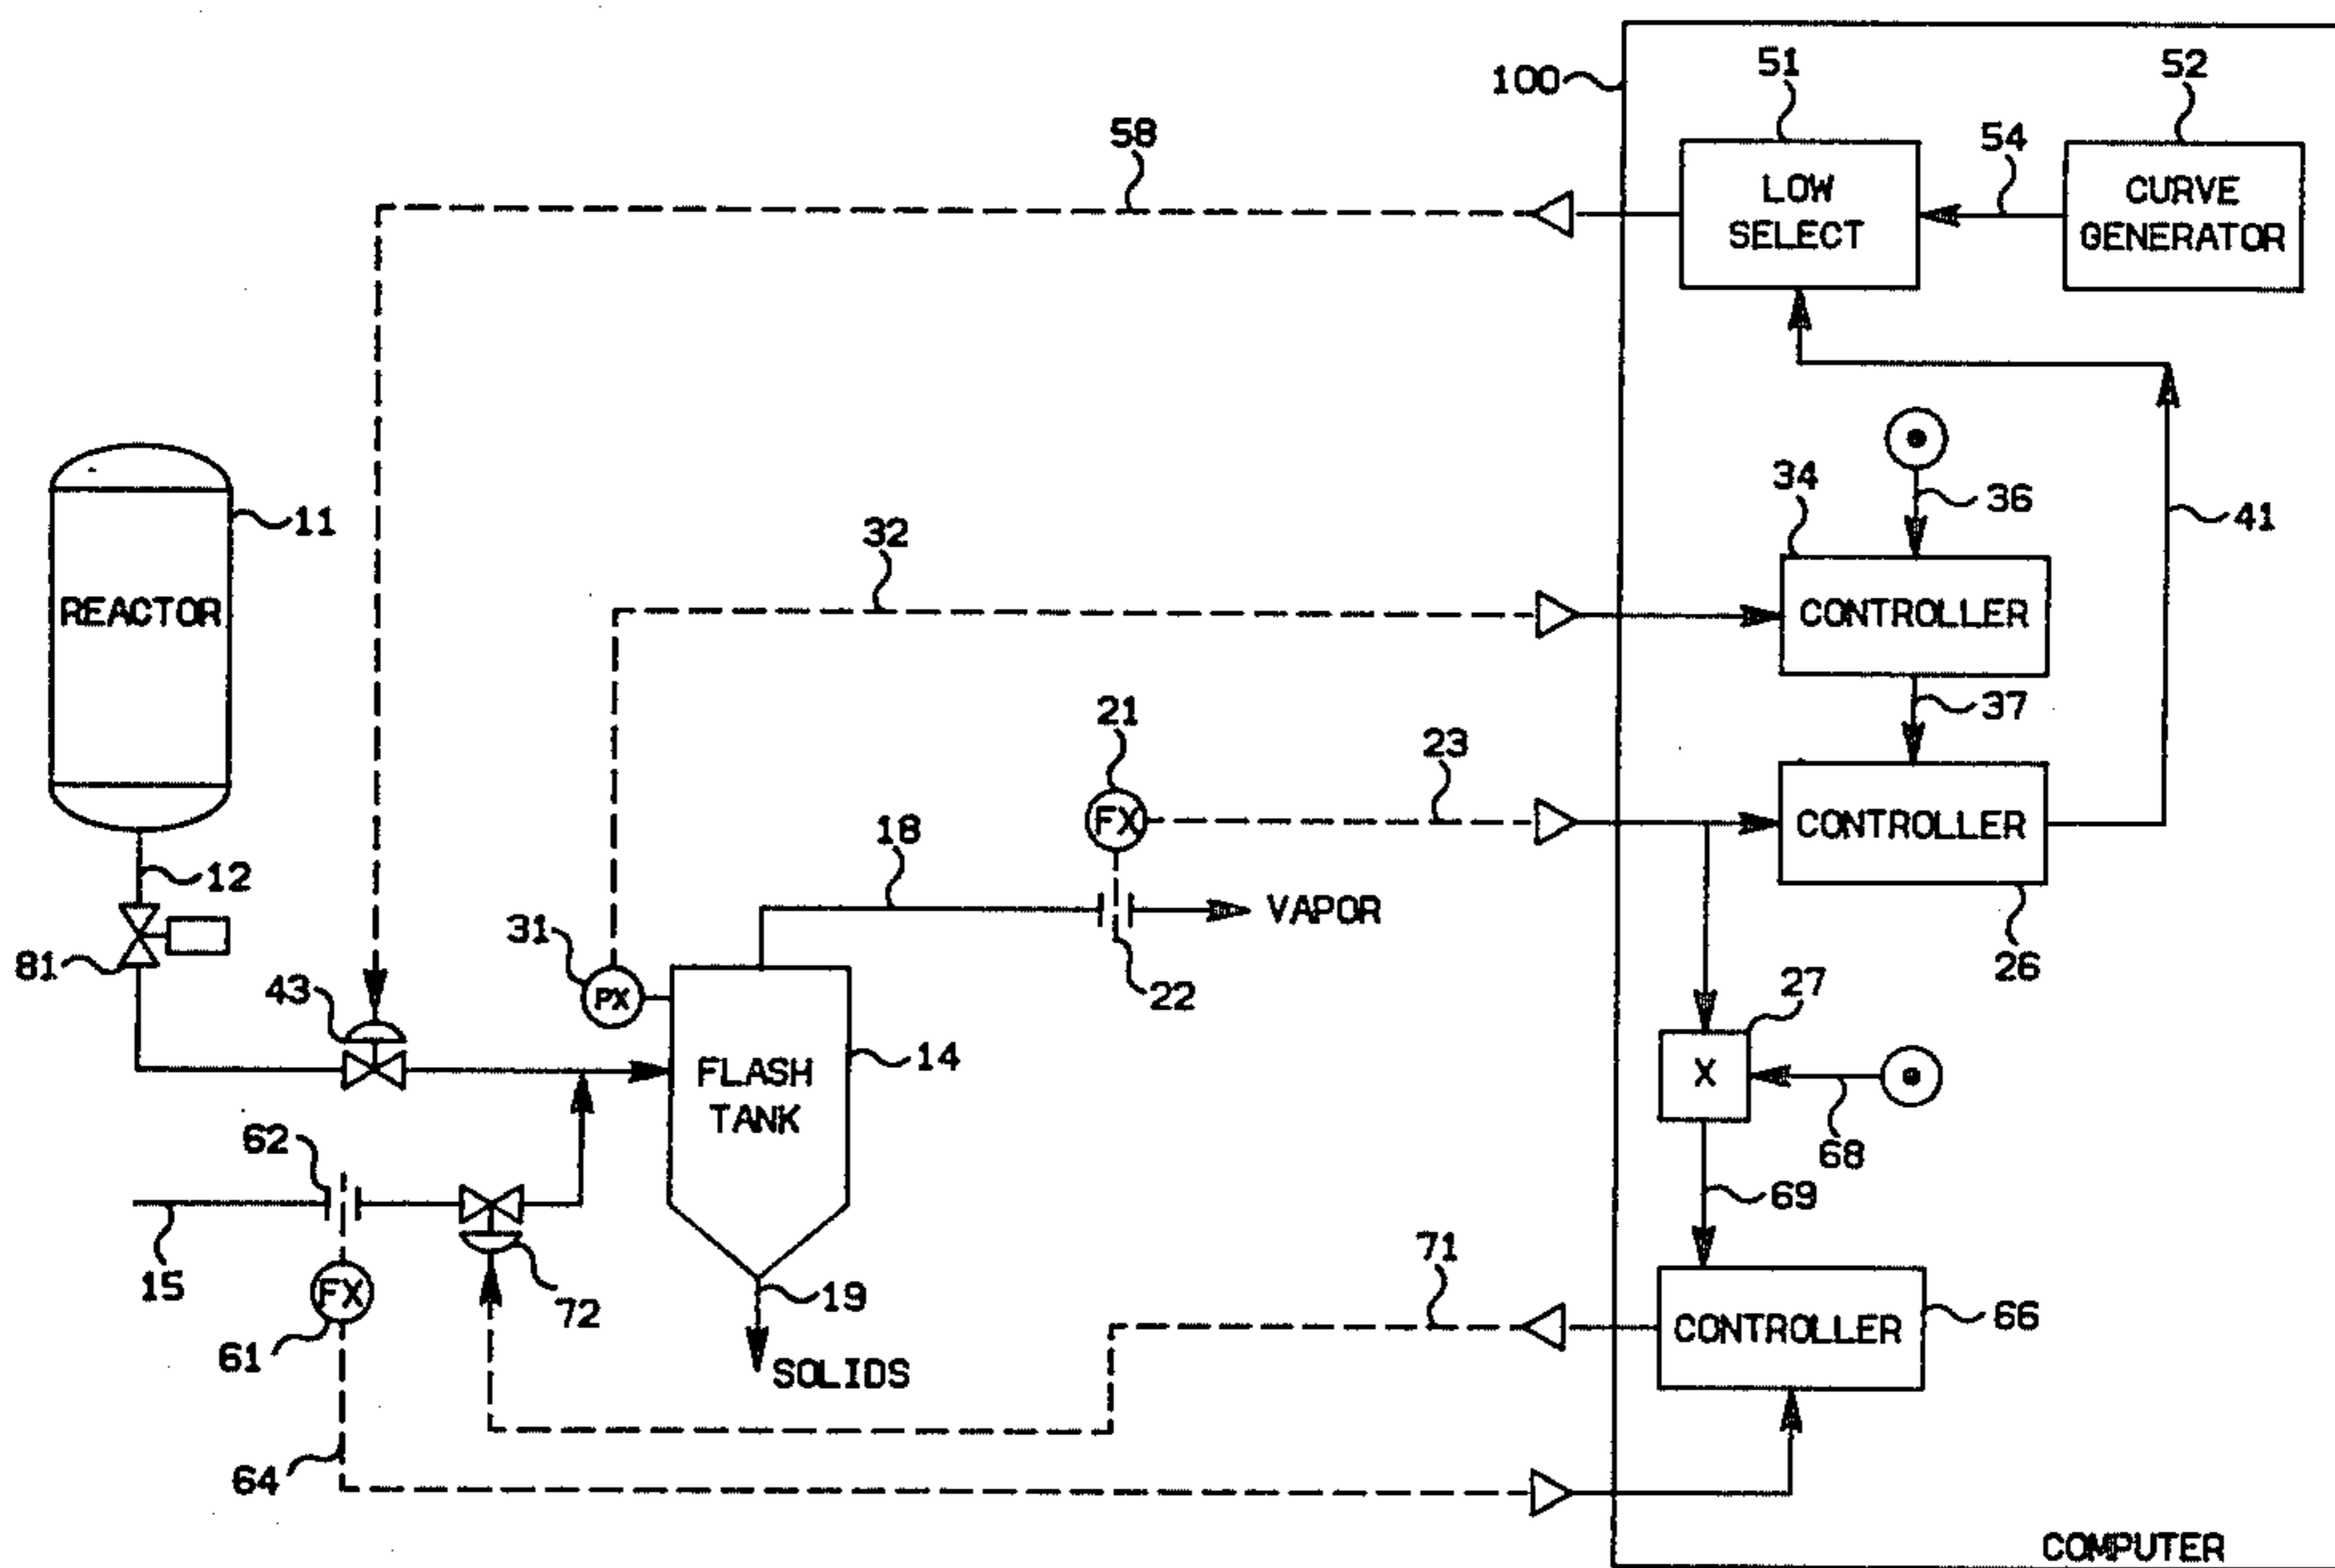 51
52
100
58
54
LOW
SELECT
CURVE
GENERATOR
34
36
11
32
41
REACTOR
CONTROLLER
21
37
23
18
FX
CONTROLLER
12
VAPOR
31
81
43
PX
22
27
26
FLASH
TANK
14
X
62
68
69
15
FX
72
19
71
61
SOLIDS
CONTROLLER
66
64
COMPUTER